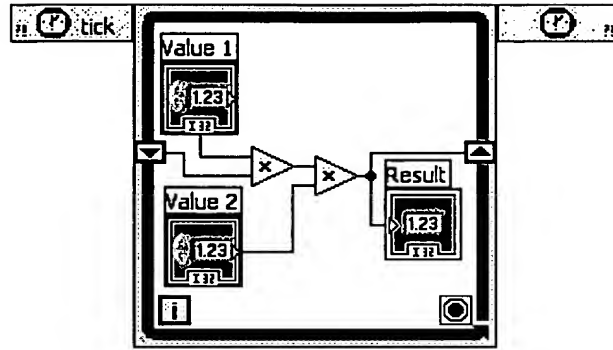 ?! tick ?!
Value 1
1.23
I32
×
×
Result
1.23
I32
Value 2
1.23
I32
i